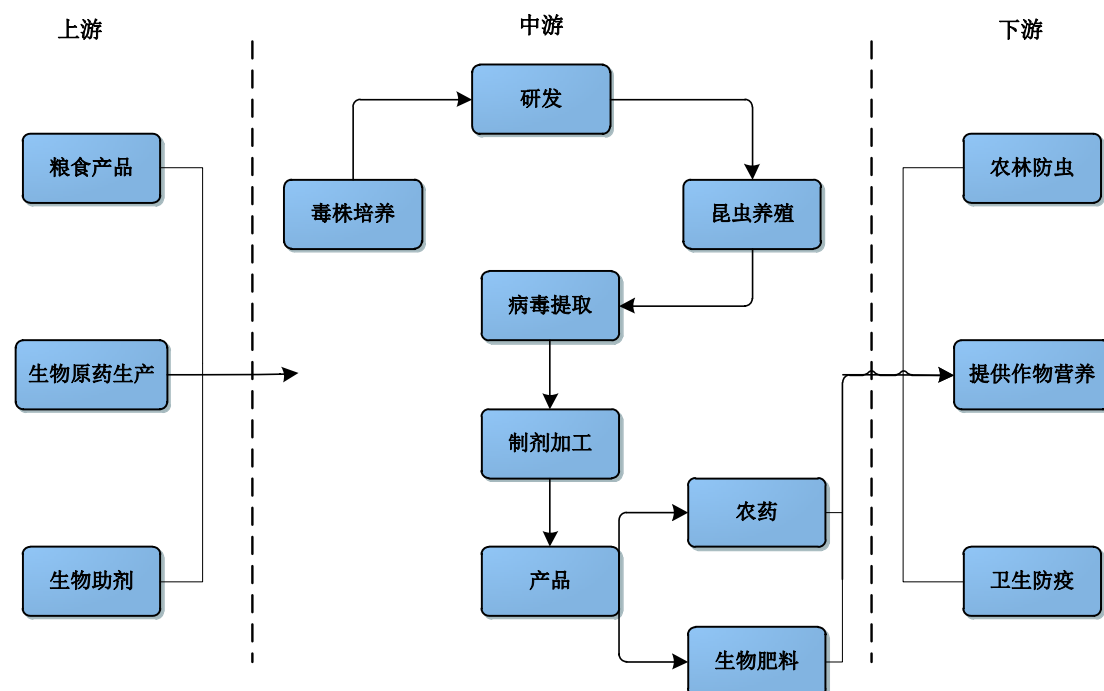 上游
中游
下游
研发
粮食产品
农林防虫
毒株培养
昆虫养殖
病毒提取
生物原药生产
提供作物营养
制剂加工
农药
生物助剂
产品
卫生防疫
生物肥料